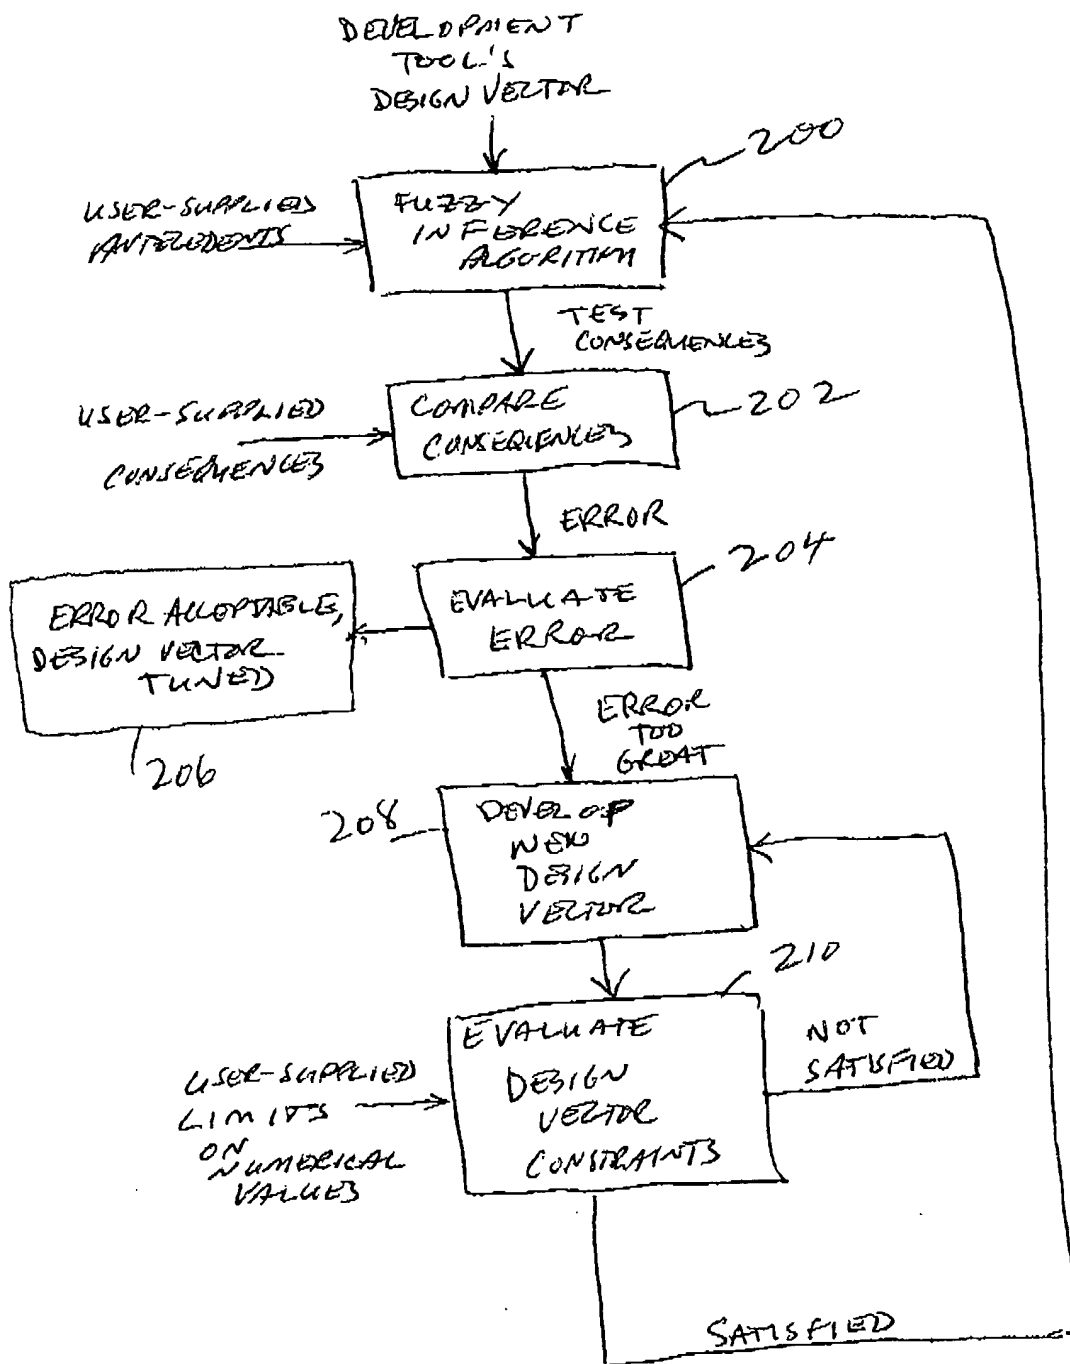 DEVELOPMENT
TOOL'S
DESIGN VECTOR
200
USER-SUPPLIED
ANTECEDENTS
FUZZY
INFERENCE
ALGORITHM
TEST
CONSEQUENCES
USER-SUPPLIED
CONSEQUENCES
COMPARE
CONSEQUENCES
202
ERROR
204
ERROR ACCEPTABLE,
DESIGN VECTOR
TUNED
EVALUATE
ERROR
206
ERROR
TOO
GREAT
208
DEVELOP
NEW
DESIGN
VECTOR
210
EVALUATE
DESIGN
VECTOR
CONSTRAINTS
NOT
SATISFIED
USER-SUPPLIED
LIMITS
ON
NUMERICAL
VALUES
SATISFIED